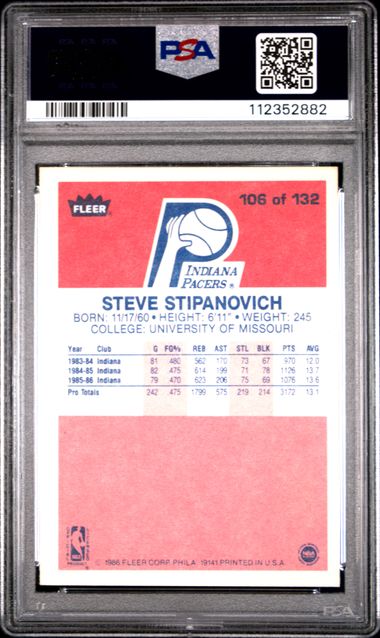 PSA
112352882
FLEER
106 of 132
INDIANA
PACERS ®
STEVE STIPANOVICH
BORN: 11/17/60 • HEIGHT: 6'11" • WEIGHT: 245
COLLEGE: UNIVERSITY OF MISSOURI
Year Club G FG% REB AST STL BLK PTS AVG
1983-84 Indiana 81 .480 562 170 73 67 970 12.0
1984-85 Indiana 82 .475 614 199 71 78 1126 13.7
1985-86 Indiana 79 .470 623 206 75 69 1076 13.6
Pro Totals 242 .475 1799 575 219 214 3172 13.1
© 1986 FLEER CORP. PHILA. 19141 PRINTED IN U.S.A.
PSA